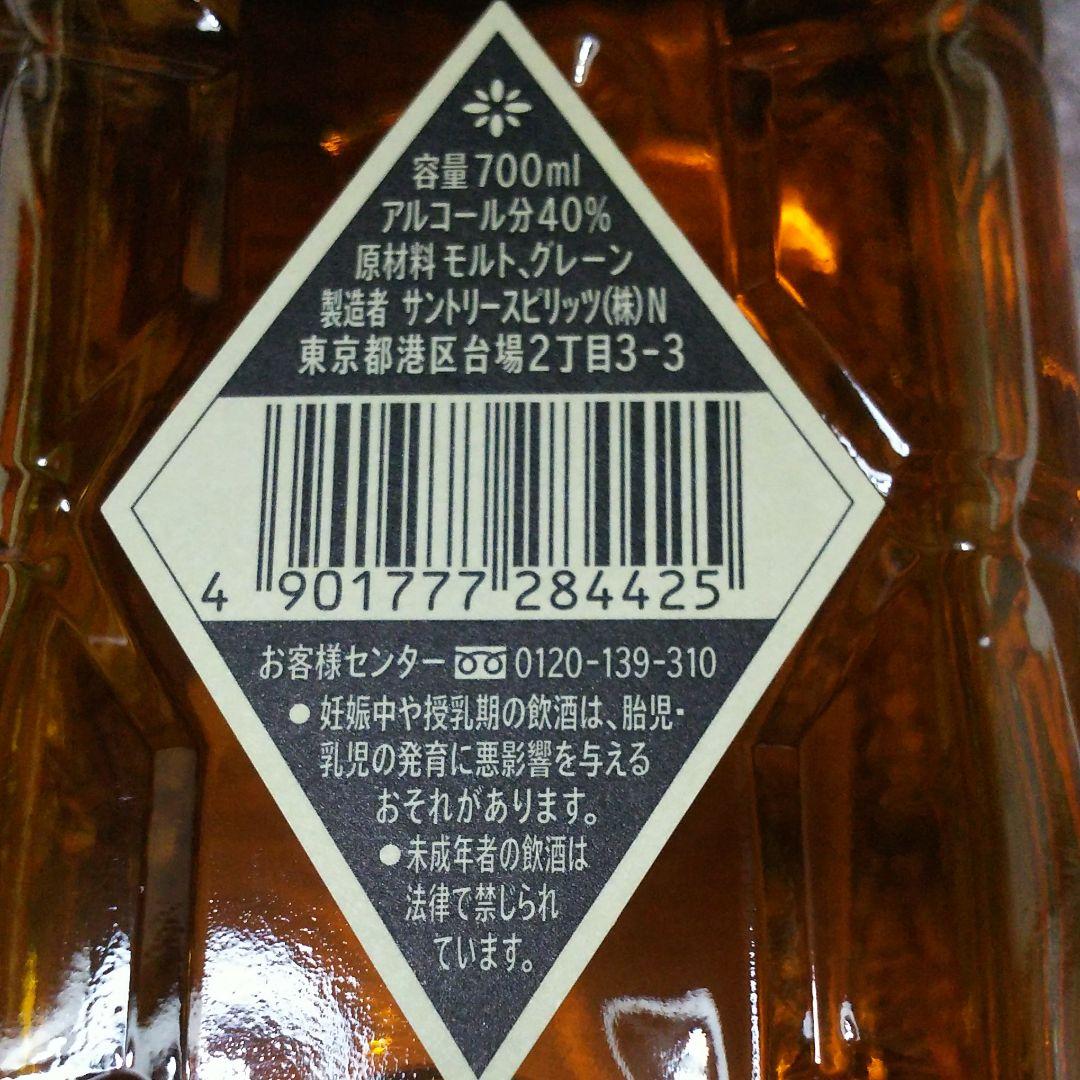 容量700ml
アルコール分40%
原材料 モルト、グレーン
製造者 サントリースピリッツ(株)N
東京都港区台場2丁目3-3
4 901777 284425
お客様センター 0120-139-310
●妊娠中や授乳期の飲酒は、胎児・
乳児の発育に悪影響を与える
おそれがあります。
●未成年者の飲酒は
法律で禁じられ
ています。